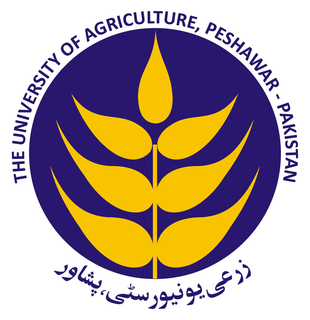 THE UNIVERSITY OF AGRICULTURE, PESHAWAR - PAKISTAN
زرعی یونیورسٹی، پشاور